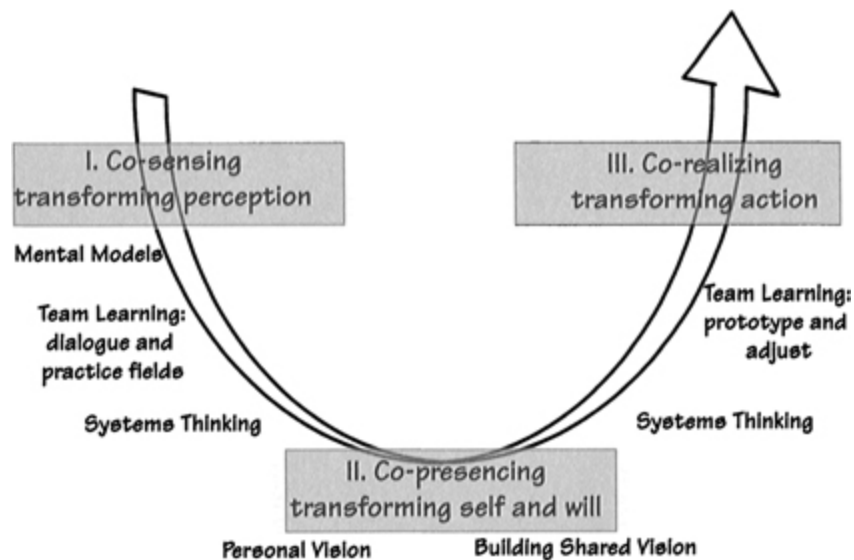 I. Co-sensing
transforming perception
III. Co-realizing
transforming action
Mental Models
Team Learning:
dialogue and
practice fields
Team Learning:
prototype and
adjust
Systems Thinking
Systems Thinking
II. Co-presencing
transforming self and will
Personal Vision
Building Shared Vision